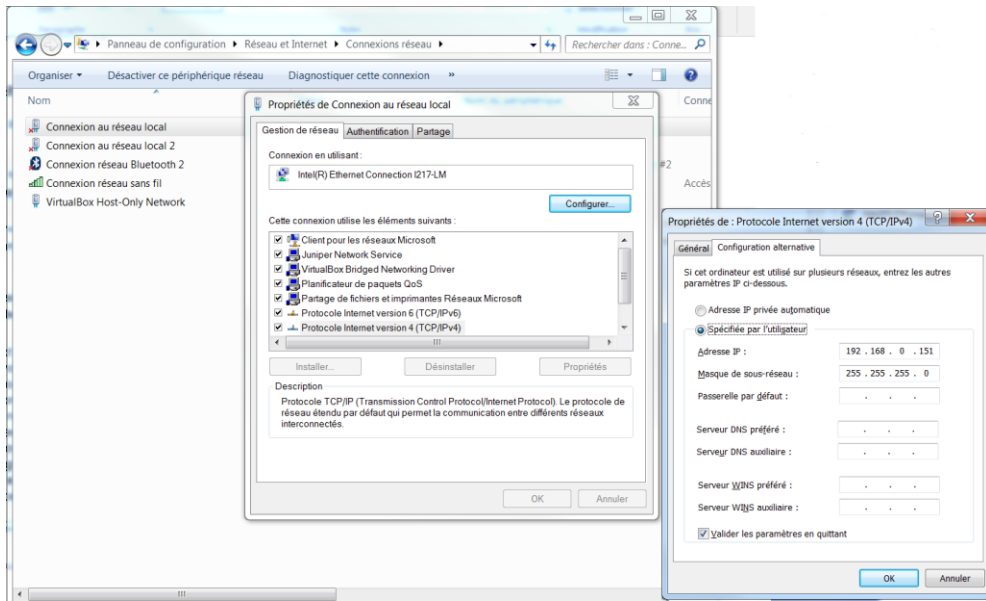 Panneau de configuration ▸ Réseau et Internet ▸ Connexions réseau ▸
Rechercher dans : Conne...
Organiser
Désactiver ce périphérique réseau
Diagnostiquer cette connexion
»
Nom
Conne
Connexion au réseau local
Connexion au réseau local 2
Connexion réseau Bluetooth 2
#2
Connexion réseau sans fil
Accès
VirtualBox Host-Only Network
Propriétés de Connexion au réseau local
Gestion de réseau
Authentification
Partage
Connexion en utilisant :
Intel(R) Ethernet Connection I217-LM
Configurer...
Cette connexion utilise les éléments suivants :
Client pour les réseaux Microsoft
Juniper Network Service
VirtualBox Bridged Networking Driver
Planificateur de paquets QoS
Partage de fichiers et imprimantes Réseaux Microsoft
Protocole Internet version 6 (TCP/IPv6)
Protocole Internet version 4 (TCP/IPv4)
Installer...
Désinstaller
Propriétés
Description
Protocole TCP/IP (Transmission Control Protocol/Internet Protocol). Le protocole de
réseau étendu par défaut qui permet la communication entre différents réseaux
interconnectés.
OK
Annuler
Propriétés de : Protocole Internet version 4 (TCP/IPv4)
Général
Configuration alternative
Si cet ordinateur est utilisé sur plusieurs réseaux, entrez les autres
paramètres IP ci-dessous.
Adresse IP privée automatique
Spécifiée par l'utilisateur
Adresse IP :
192 . 168 . 0 . 151
Masque de sous-réseau :
255 . 255 . 255 . 0
Passerelle par défaut :
. . .
Serveur DNS préféré :
. . .
Serveur DNS auxiliaire :
. . .
Serveur WINS préféré :
. . .
Serveur WINS auxiliaire :
. . .
Valider les paramètres en quittant
OK
Annuler